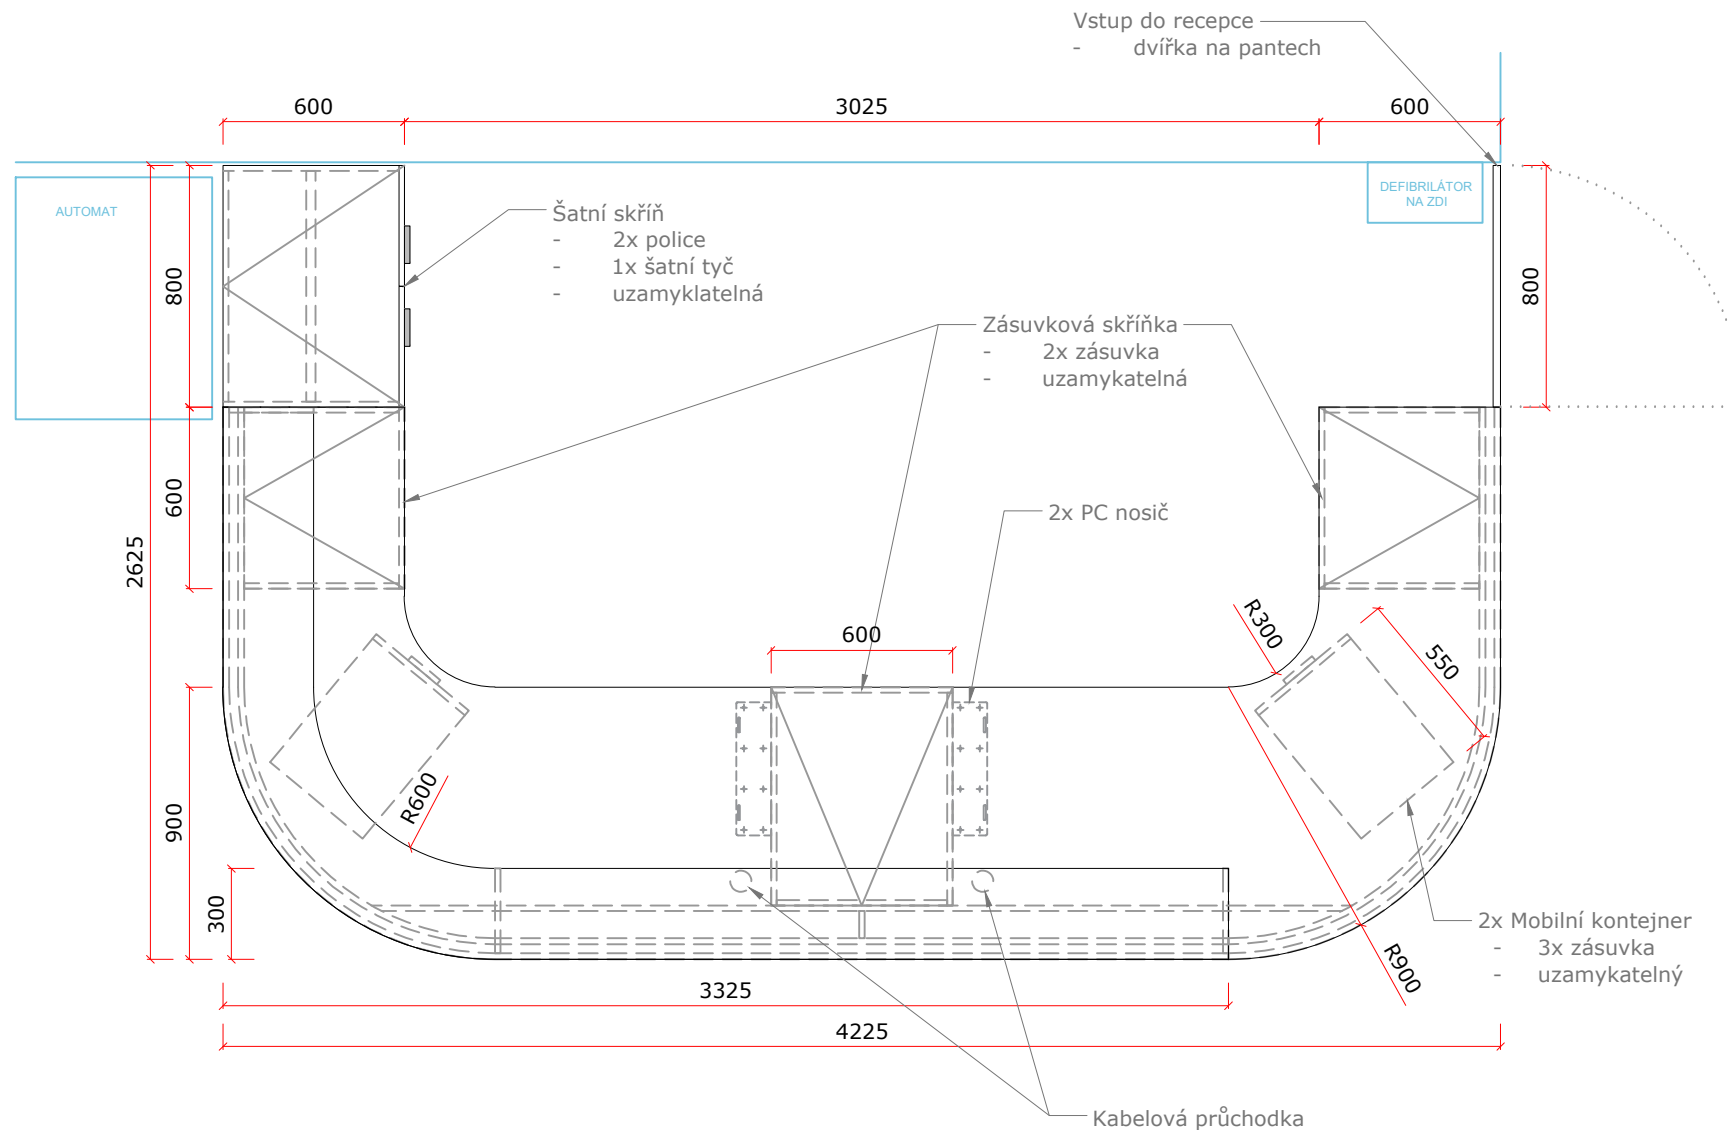 Vstup do recepce
- dvířka na pantech
600
3025
600
AUTOMAT
DEFIBRILÁTOR
NA ZDI
Šatní skříň
- 2x police
- 1x šatní tyč
- uzamyklatelná
800
800
Zásuvková skříňka
- 2x zásuvka
- uzamykatelná
600
2625
2x PC nosič
R300
600
550
R600
900
300
2x Mobilní kontejner
- 3x zásuvka
- uzamykatelný
R900
3325
4225
Kabelová průchodka